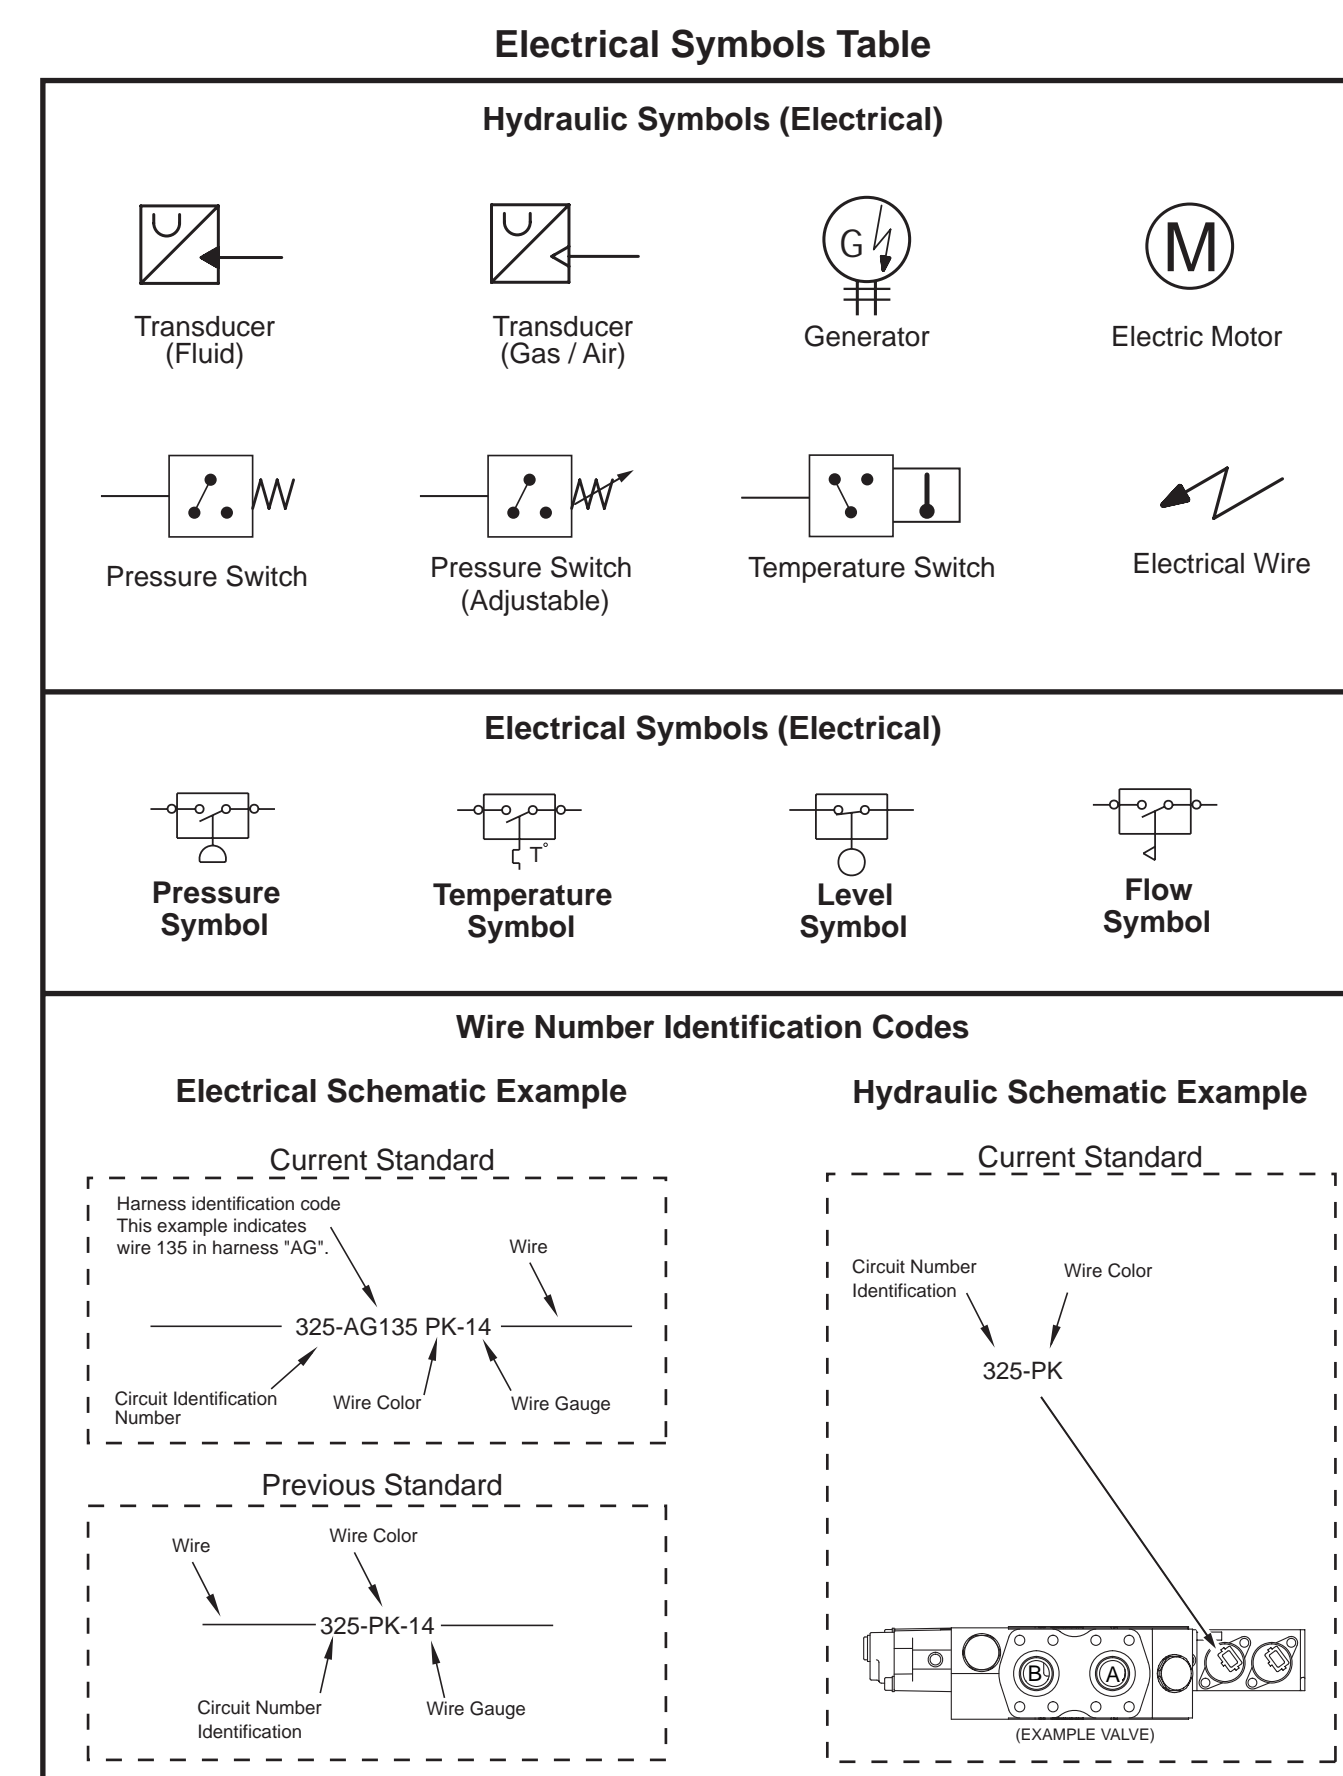 Electrical Symbols Table
Hydraulic Symbols (Electrical)
G
M
Transducer
(Fluid)
Transducer
(Gas / Air)
Generator
Electric Motor
Pressure Switch
Pressure Switch
(Adjustable)
Temperature Switch
Electrical Wire
Electrical Symbols (Electrical)
T°
Pressure
Symbol
Temperature
Symbol
Level
Symbol
Flow
Symbol
Wire Number Identification Codes
Electrical Schematic Example
Current Standard
Harness identification code
This example indicates
wire 135 in harness "AG".
Wire
325-AG135 PK-14
Circuit Identification
Number
Wire Color
Wire Gauge
Previous Standard
Wire
Wire Color
325-PK-14
Circuit Number
Identification
Wire Gauge
Hydraulic Schematic Example
Current Standard
Circuit Number
Identification
Wire Color
325-PK
B
A
(EXAMPLE VALVE)